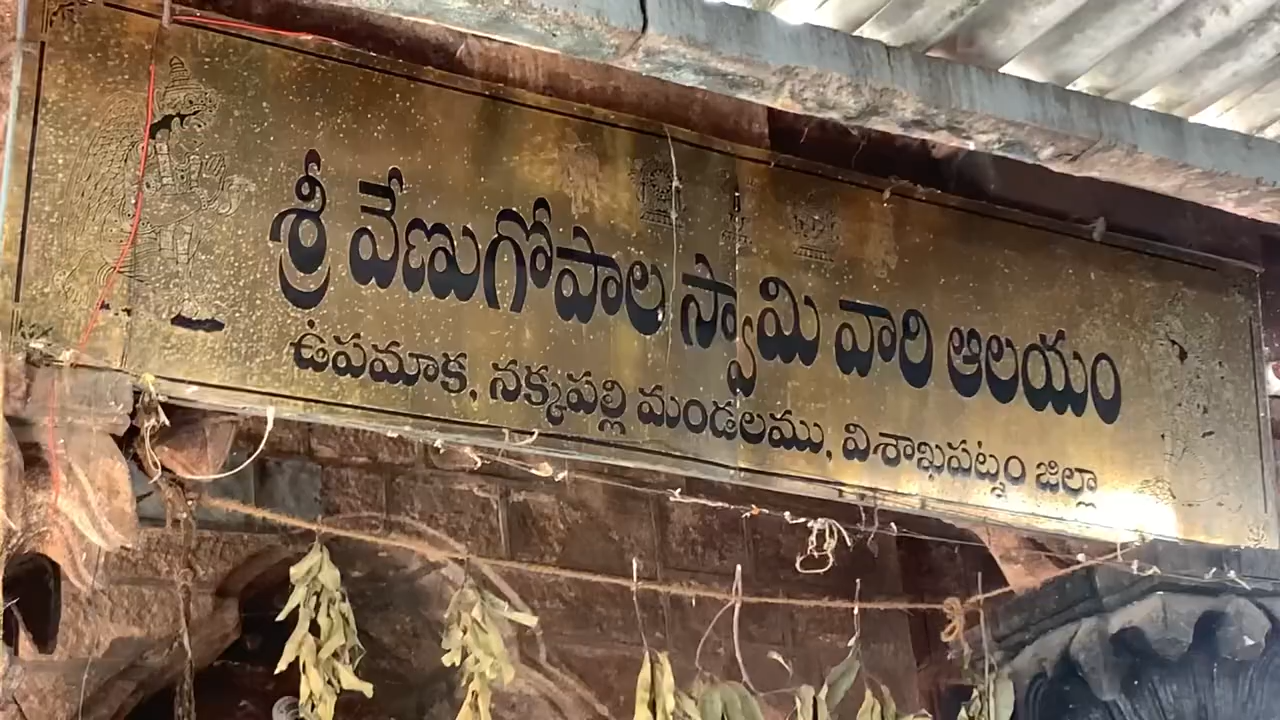 శ్రీ వేణుగోపాల స్వామి వారి ఆలయం
ఉపమాక, నక్కపల్లి మండలము, విశాఖపట్నం జిల్లా